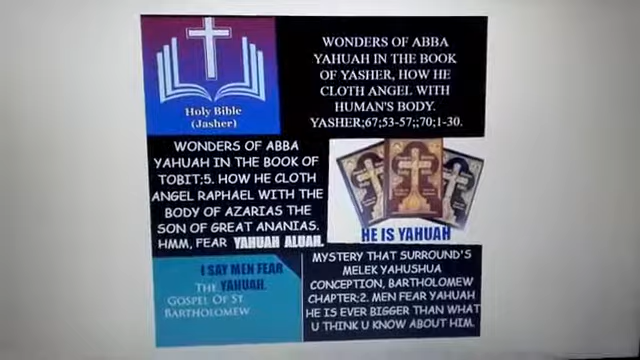 Holy Bible
(Jasher)
WONDERS OF ABBA
YAHUAH IN THE BOOK
OF YASHER, HOW HE
CLOTH ANGEL WITH
HUMAN'S BODY.
YASHER;67;53-57;;70;1-30.
WONDERS OF ABBA
YAHUAH IN THE BOOK OF
TOBIT;5. HOW HE CLOTH
ANGEL RAPHAEL WITH THE
BODY OF AZARIAS THE
SON OF GREAT ANANIAS.
HMM, FEAR YAHUAH ALUAH.
HE IS YAHUAH
I SAY MEN FEAR
YAHUAH.
THE
GOSPEL OF ST
BARTHOLOMEW
MYSTERY THAT SURROUND'S
MELEK YAHUSHUA
CONCEPTION, BARTHOLOMEW
CHAPTER;2. MEN FEAR YAHUAH
HE IS EVER BIGGER THAN WHAT
U THINK U KNOW ABOUT HIM.